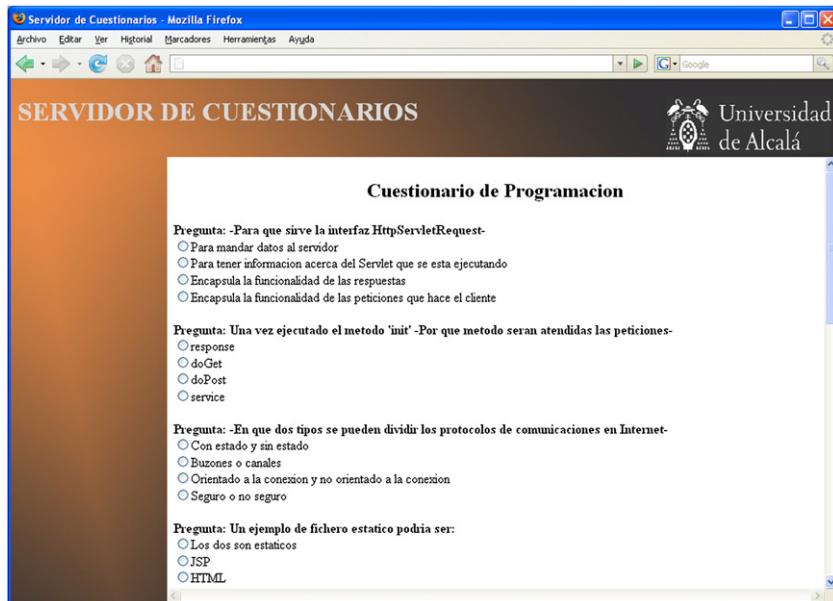 Servidor de Cuestionarios - Mozilla Firefox
Archivo Editar Ver Historial Marcadores Herramientas Ayuda
G Google
SERVIDOR DE CUESTIONARIOS
Universidad
de Alcalá
Cuestionario de Programacion
Pregunta: -Para que sirve la interfaz HttpServletRequest-
Para mandar datos al servidor
Para tener informacion acerca del Servlet que se esta ejecutando
Encapsula la funcionalidad de las respuestas
Encapsula la funcionalidad de las peticiones que hace el cliente
Pregunta: Una vez ejecutado el metodo 'init' -Por que metodo seran atendidas las peticiones-
response
doGet
doPost
service
Pregunta: -En que dos tipos se pueden dividir los protocolos de comunicaciones en Internet-
Con estado y sin estado
Buzones o canales
Orientado a la conexion y no orientado a la conexion
Seguro o no seguro
Pregunta: Un ejemplo de fichero estatico podria ser:
Los dos son estaticos
JSP
HTML